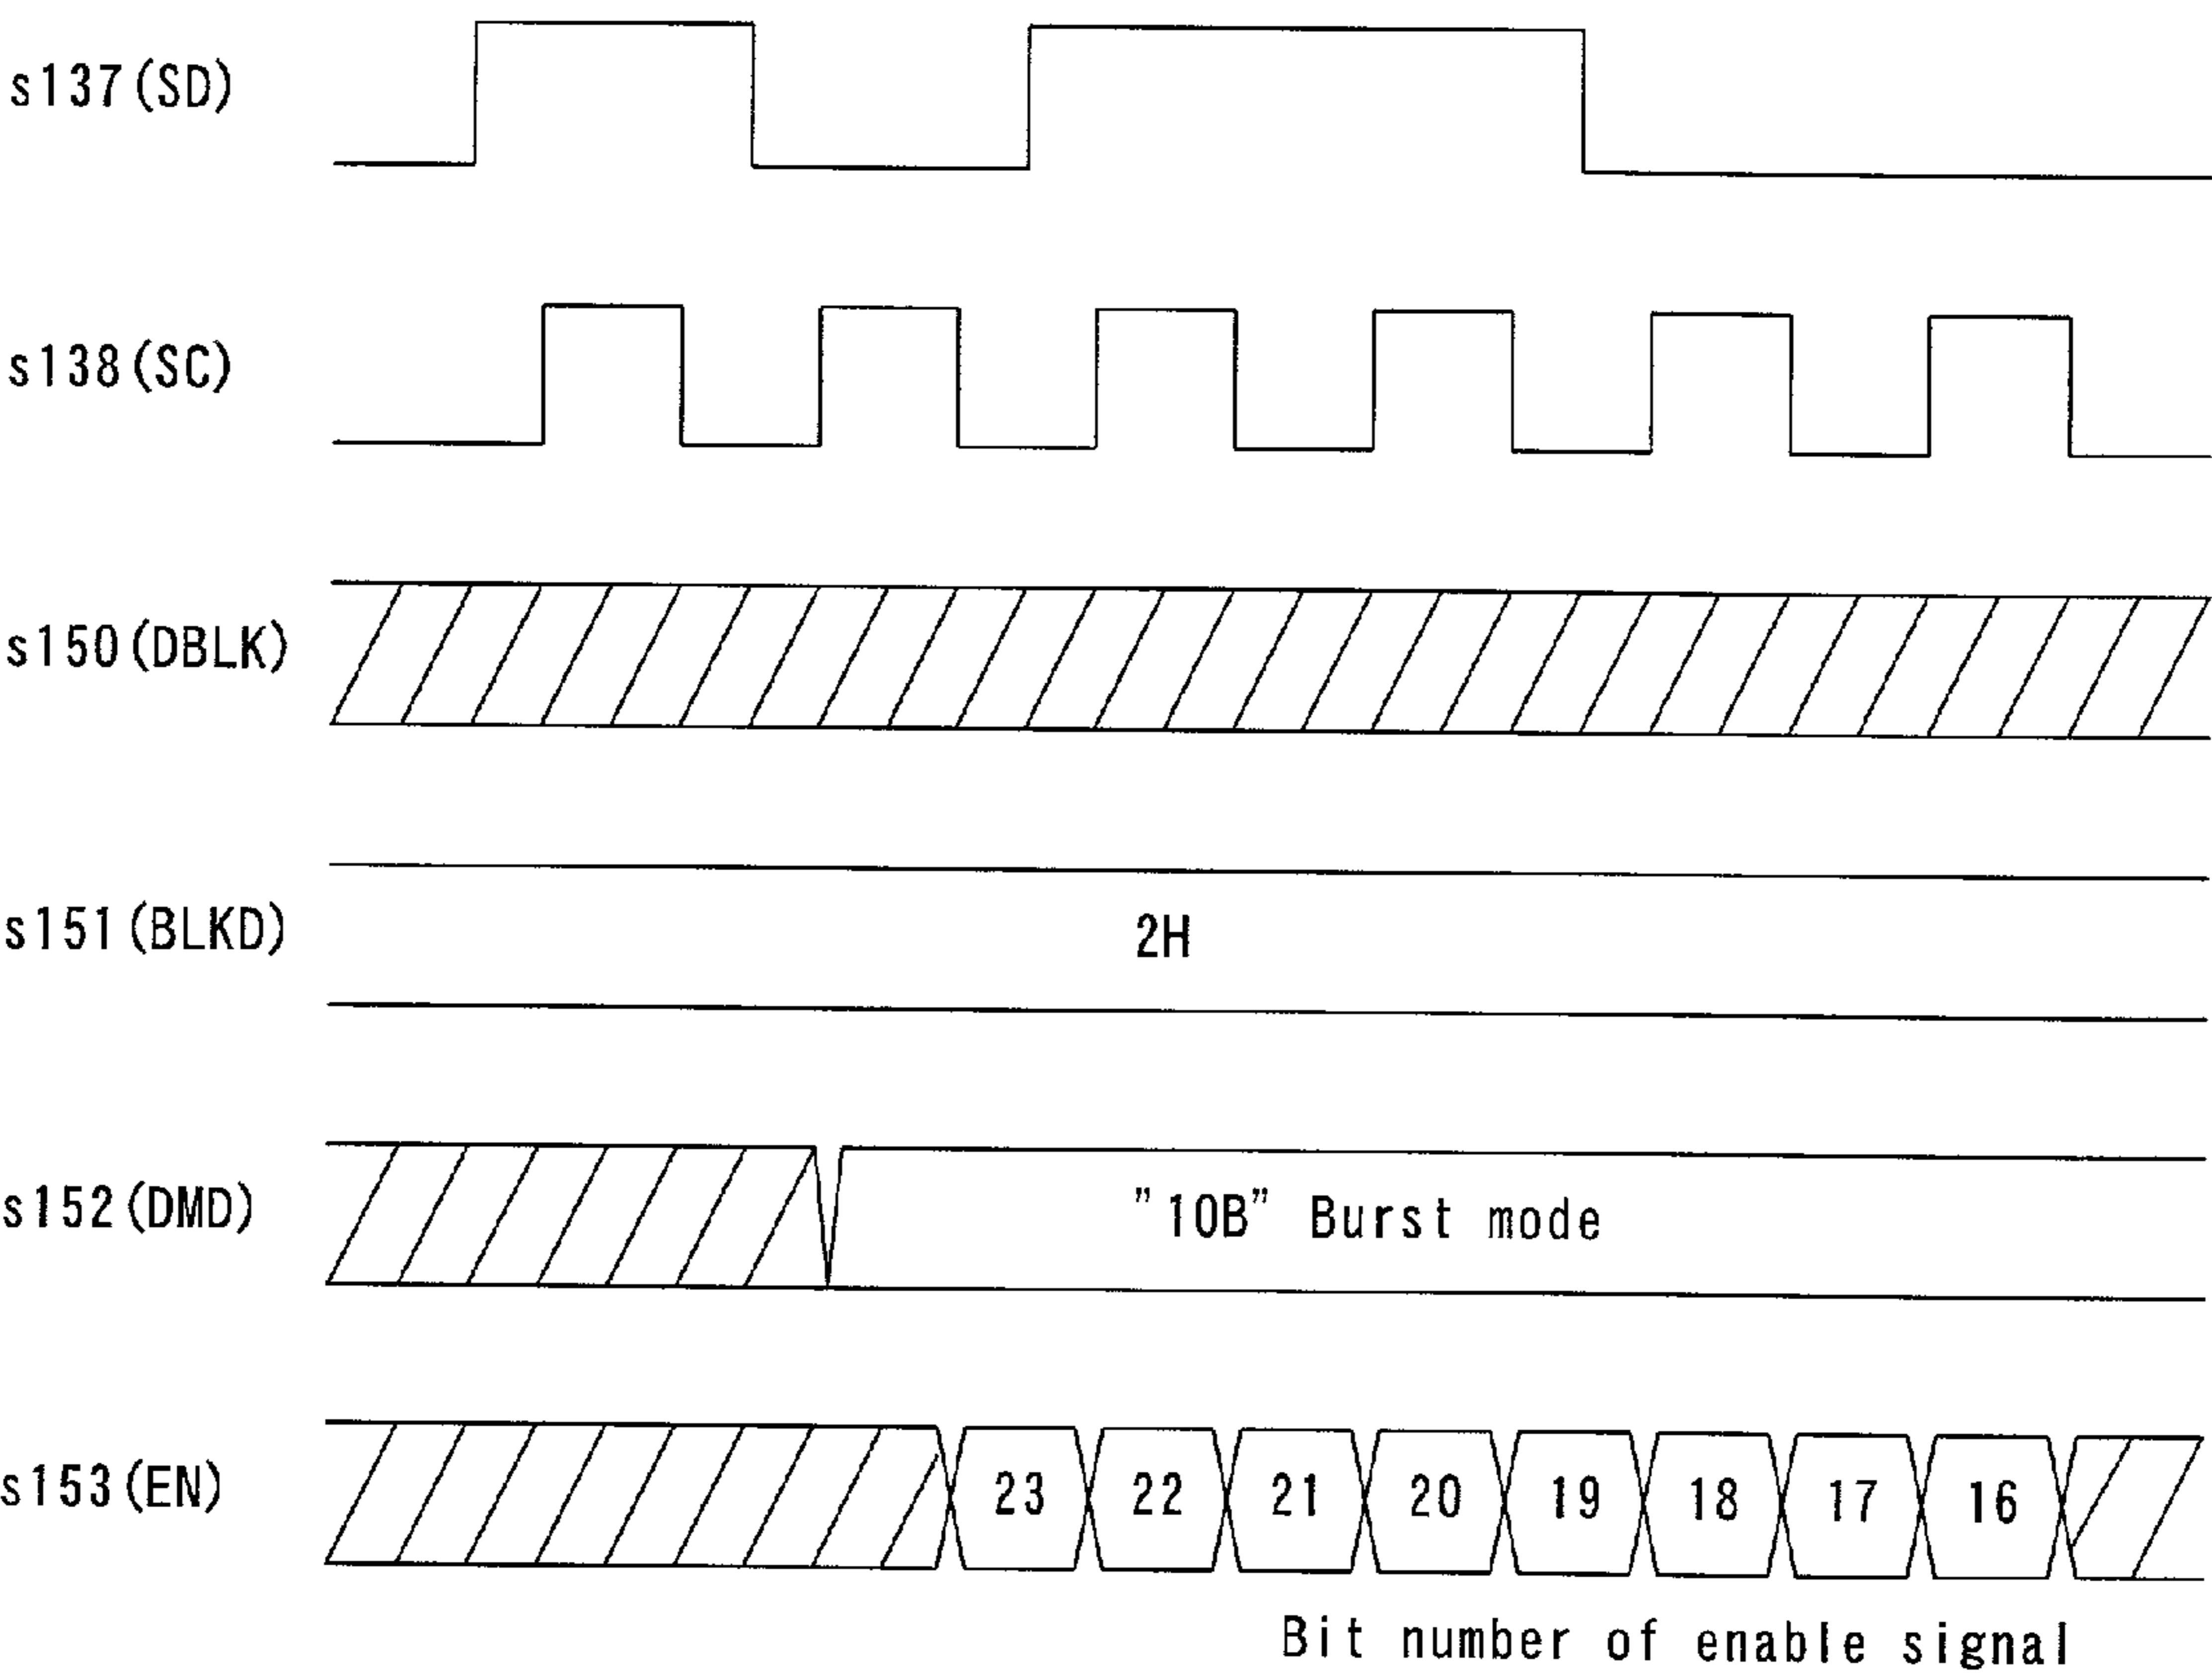 s137(SD)
s138(SC)
s150(DBLK)
s151(BLKD)
2H
s152(DMD)
"10B" Burst mode
s153(EN)
23 22 21 20 19 18 17 16
Bit number of enable signal